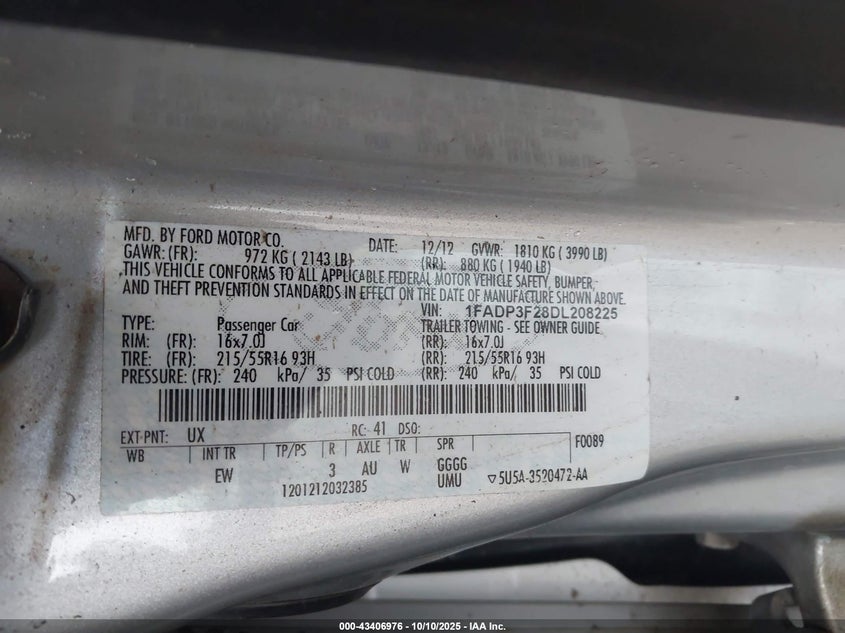 MFD. BY FORD MOTOR CO. DATE: 12/12 GVWR: 1810 KG ( 3990 LB)
GAWR: (FR): 972 KG ( 2143 LB) (RR): 880 KG ( 1940 LB)
THIS VEHICLE CONFORMS TO ALL APPLICABLE FEDERAL MOTOR VEHICLE SAFETY, BUMPER,
AND THEFT PREVENTION STANDARDS IN EFFECT ON THE DATE OF MANUFACTURE SHOWN ABOVE.
VIN: 1FADP3F28DL208225
TYPE: Passenger Car TRAILER TOWING - SEE OWNER GUIDE
RIM: (FR): 16x7.0J (RR): 16x7.0J
TIRE: (FR): 215/55R16 93H (RR): 215/55R16 93H
PRESSURE: (FR): 240 kPa/ 35 PSI COLD (RR): 240 kPa/ 35 PSI COLD
EXT-PNT: UX RC: 41 DSO: F0089
WB INT TR TP/PS R AXLE TR SPR
EW 3 AU W GGGG
UMU
1201212032385 5U5A-3520472-AA
000-43406976 - 10/10/2025 - IAA Inc.